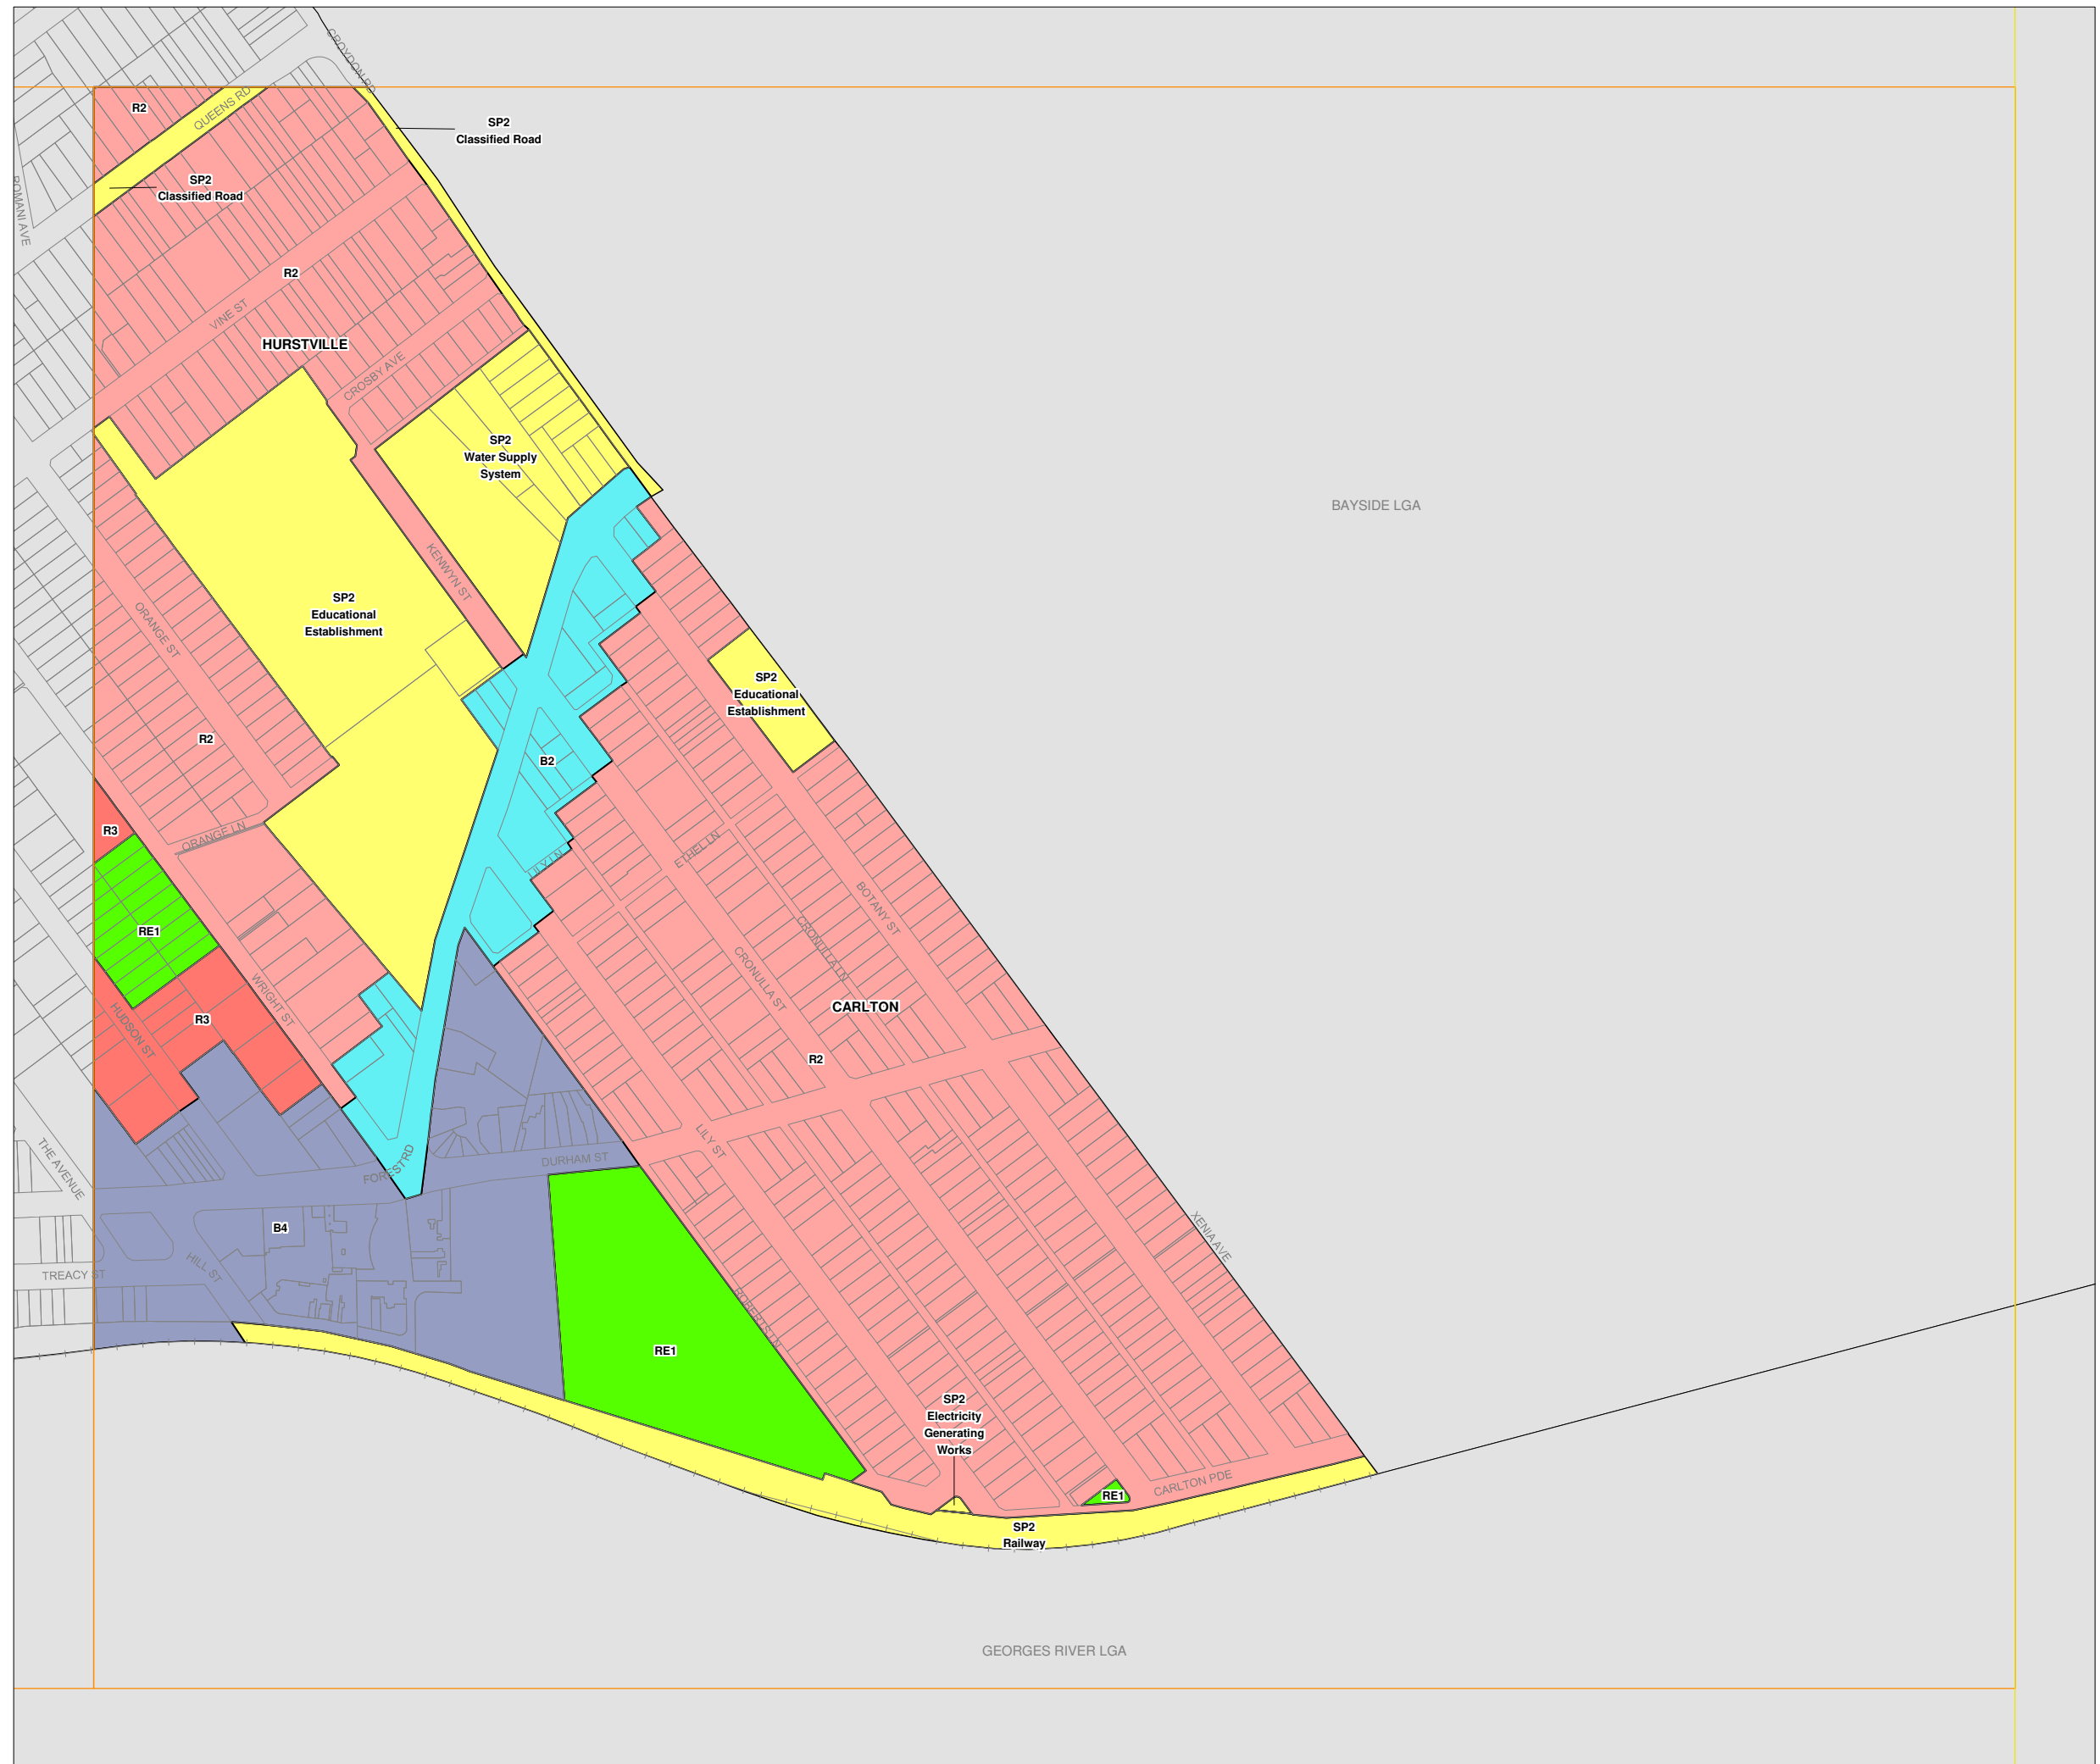 CROYDON RD
R2
QUEENS RD
SP2
Classified Road
SP2
Classified Road
ROMANI AVE
R2
VINE ST
HURSTVILLE
CROSBY AVE
SP2
Water Supply
System
BAYSIDE LGA
KENWYN ST
SP2
Educational
Establishment
ORANGE ST
SP2
Educational
Establishment
R2
B2
R3
ORANGE LN
ETHEL LN
LILY LN
BOTANY ST
RE1
CRONULLA LN
CRONULLA ST
WRIGHT ST
CARLTON
R3
HUDSON ST
R2
LILY ST
THE AVENUE
FOREST RD
DURHAM ST
B4
XENIA AVE
HILL ST
TREACY ST
ROBERTS LN
RE1
SP2
Electricity
Generating
Works
CARLTON PDE
RE1
SP2
Railway
GEORGES RIVER LGA